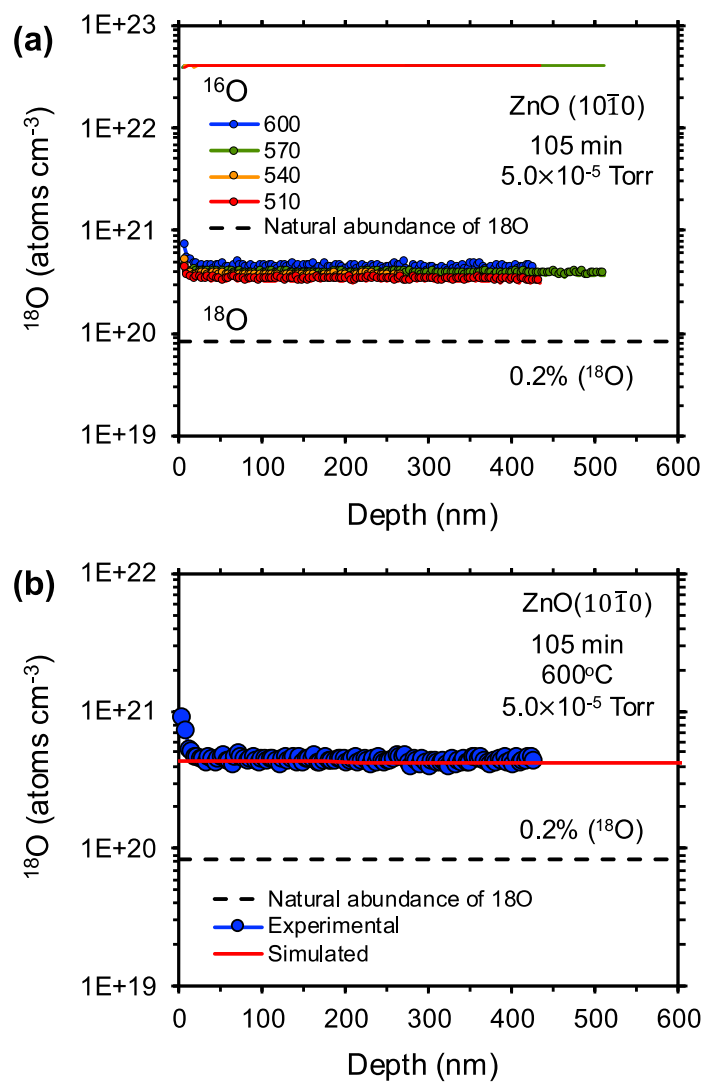 (a)
1E+23
1E+22
1E+21
1E+20
1E+19
¹⁸O (atoms cm⁻³)
¹⁶O
600
570
540
510
Natural abundance of 18O
ZnO (101̄0)
105 min
5.0×10⁻⁵ Torr
¹⁸O
0.2% (¹⁸O)
0 100 200 300 400 500 600
Depth (nm)
(b)
1E+22
1E+21
1E+20
1E+19
¹⁸O (atoms cm⁻³)
ZnO(101̄0)
105 min
600ºC
5.0×10⁻⁵ Torr
0.2% (¹⁸O)
Natural abundance of 18O
Experimental
Simulated
0 100 200 300 400 500 600
Depth (nm)